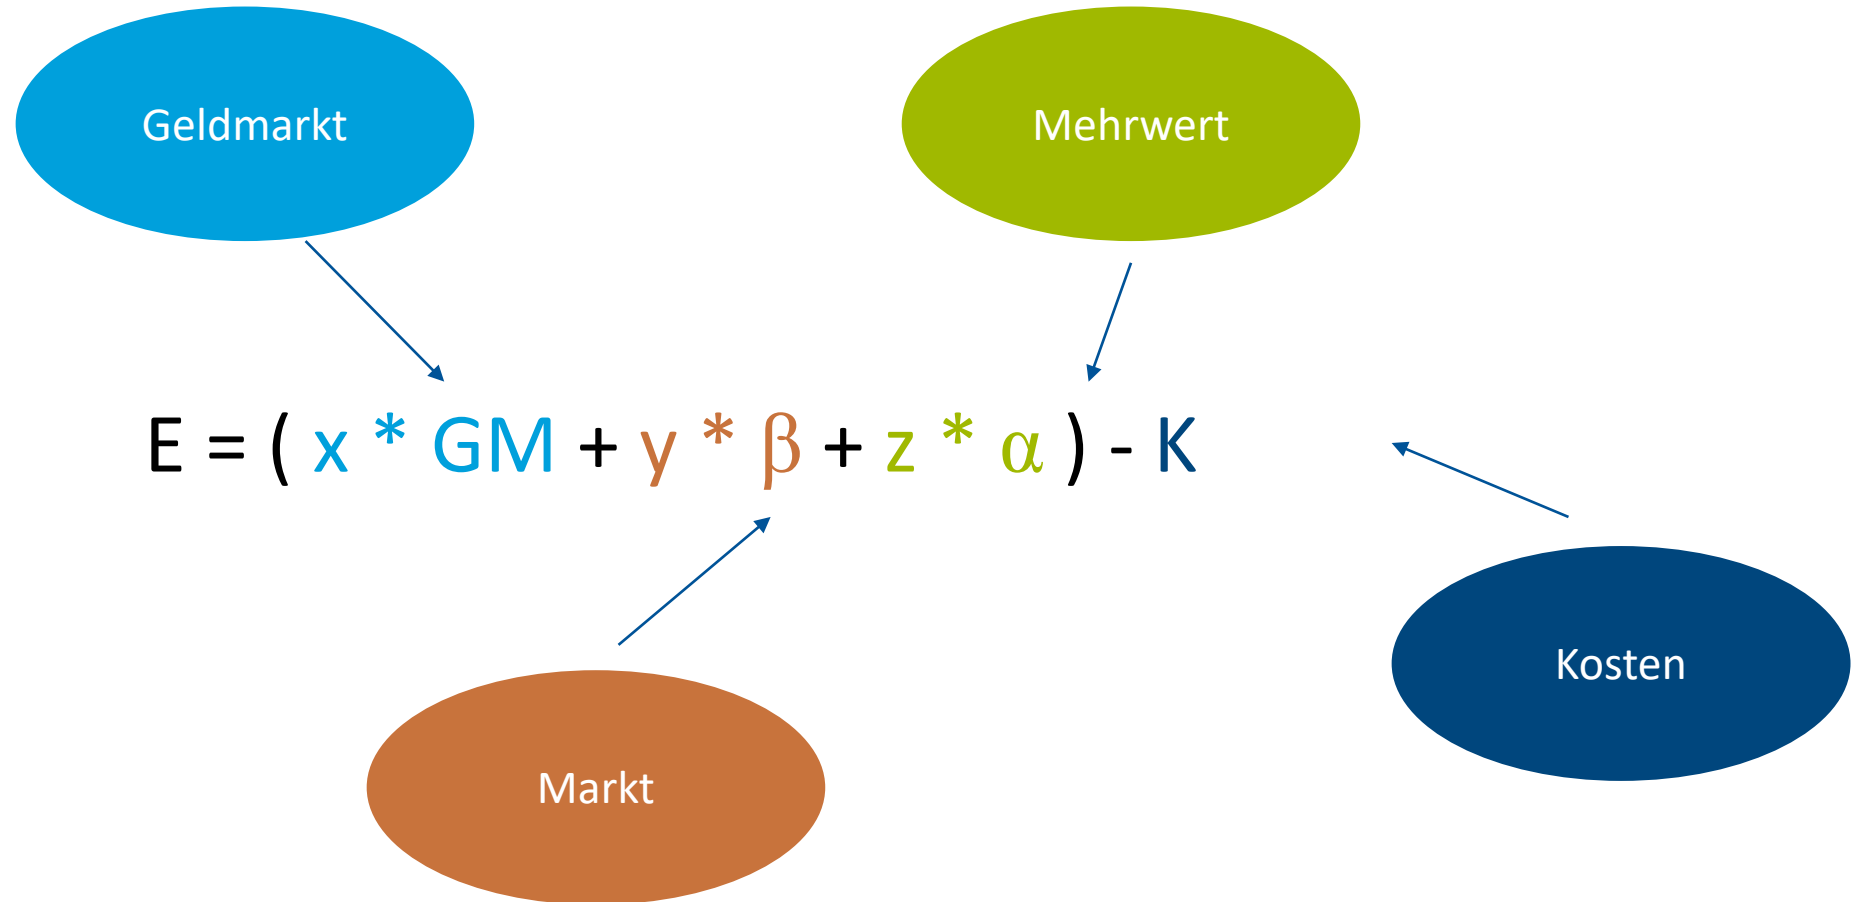 Geldmarkt
Mehrwert
E = ( x * GM + y * β + z * α ) - K
Kosten
Markt